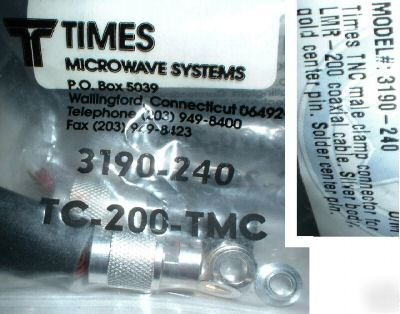 TIMES
MICROWAVE SYSTEMS
P.O. Box 5039
Wallingford, Connecticut 06492
Telephone (203) 949-8400
Fax (203) 949-8423
3190-240
TC-200-TMC
MODEL#: 3190-240
Times TNC male clamp connector for
LMR-200 coaxial cable. Silver body,
gold center pin. Solder center pin.